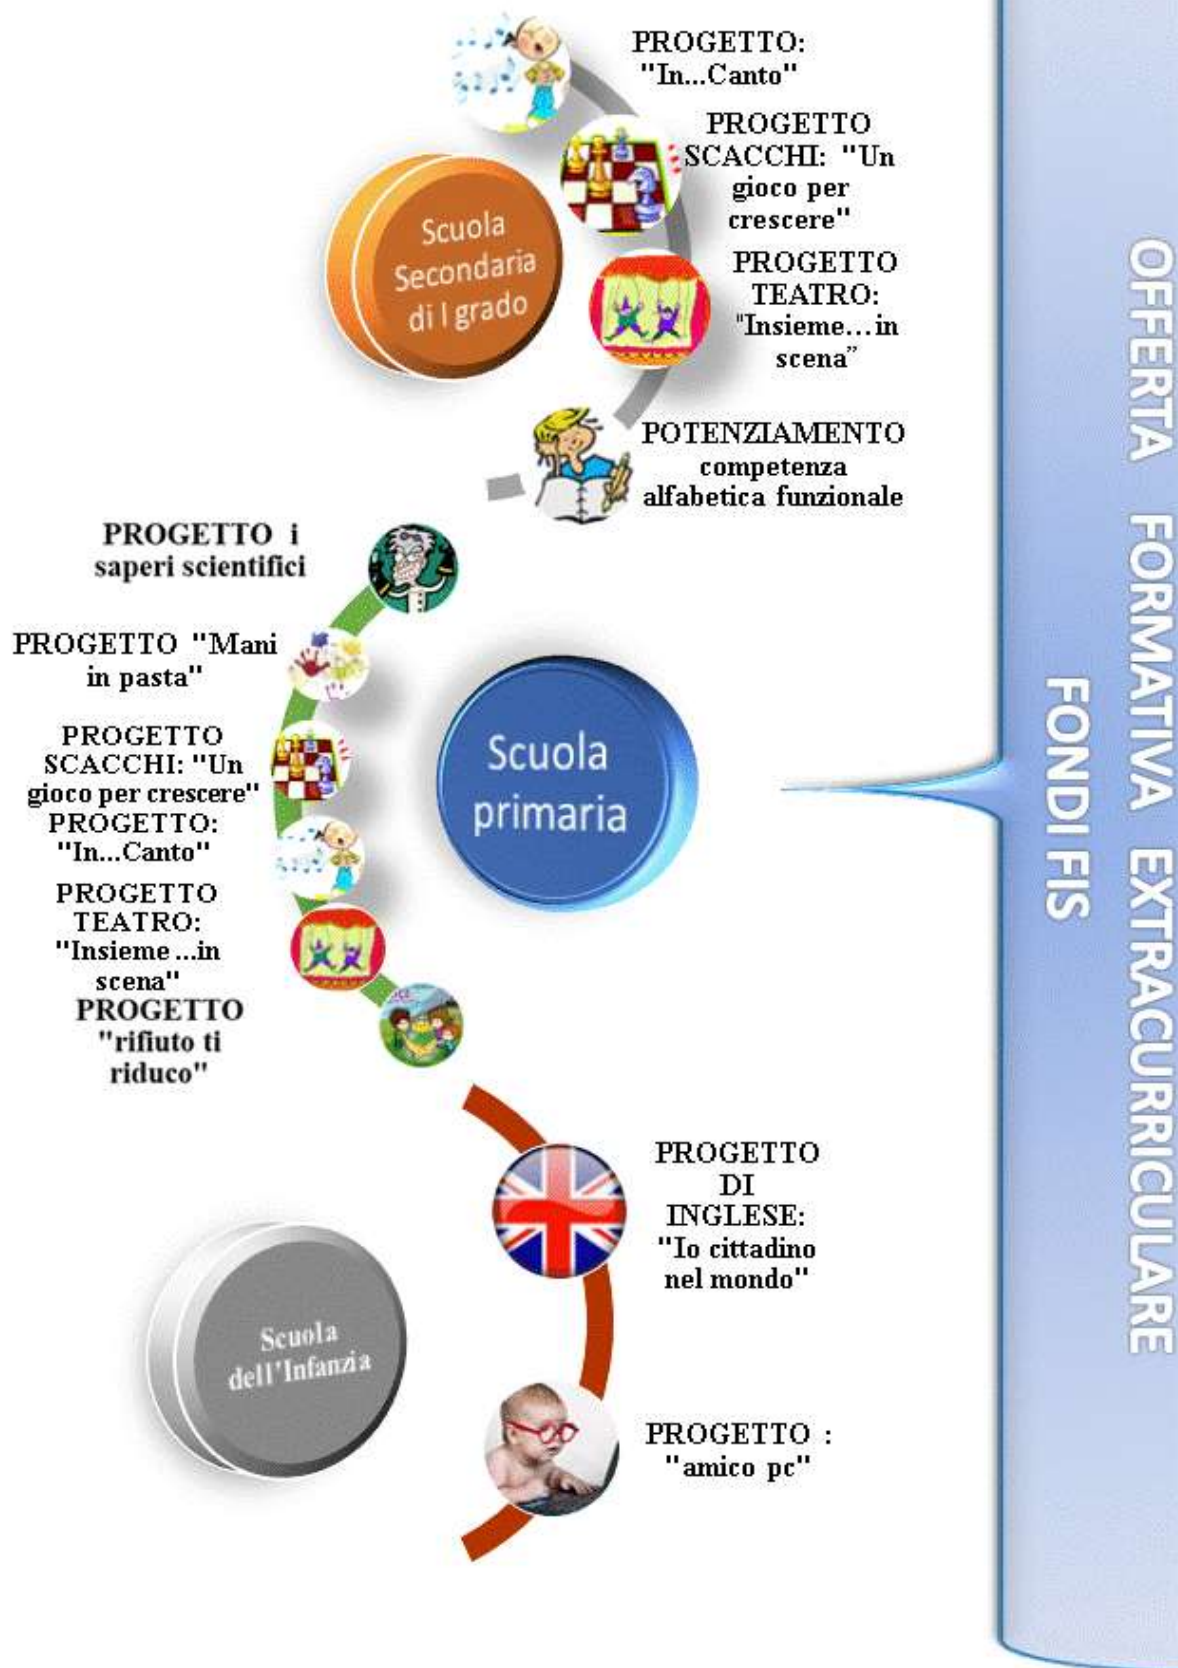 PROGETTO:
"In...Canto"
PROGETTO
SCACCHI: "Un
gioco per
crescere"
PROGETTO
TEATRO:
"Insieme...in
scena”
POTENZIAMENTO
competenza
alfabetica funzionale
Scuola
Secondaria
di I grado
PROGETTO i
saperi scientifici
PROGETTO "Mani
in pasta"
PROGETTO
SCACCHI: "Un
gioco per crescere"
PROGETTO:
"In...Canto"
PROGETTO
TEATRO:
"Insieme ...in
scena"
PROGETTO
"rifiuto ti
riduco"
Scuola
primaria
PROGETTO
DI
INGLESE:
"Io cittadino
nel mondo"
PROGETTO :
"amico pc"
Scuola
dell'Infanzia
OFFERTA FORMATIVA EXTRACURRICULARE
FONDI FIS